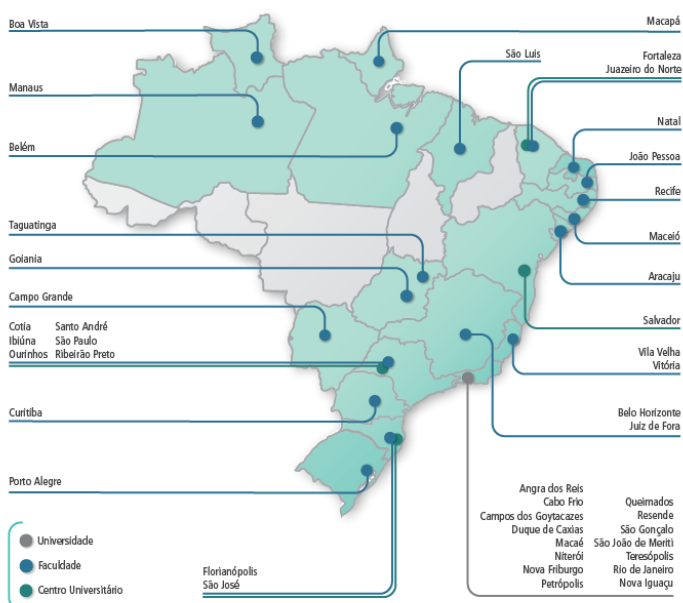 Boa Vista
Macapá
São Luis
Fortaleza
Juazeiro do Norte
Manaus
Natal
Belém
João Pessoa
Recife
Taguatinga
Maceió
Goiania
Aracaju
Campo Grande
Salvador
Cotia Santo André
Ibiúna São Paulo
Ourinhos Ribeirão Preto
Vila Velha
Vitória
Curitiba
Belo Horizonte
Juiz de Fora
Porto Alegre
Angra dos Reis
Cabo Frio Queimados
Campos dos Goytacazes Resende
Duque de Caxias São Gonçalo
Macaé São João de Meriti
Niterói Teresópolis
Nova Friburgo Rio de Janeiro
Petrópolis Nova Iguaçu
Universidade
Faculdade
Centro Universitário
Florianópolis
São José